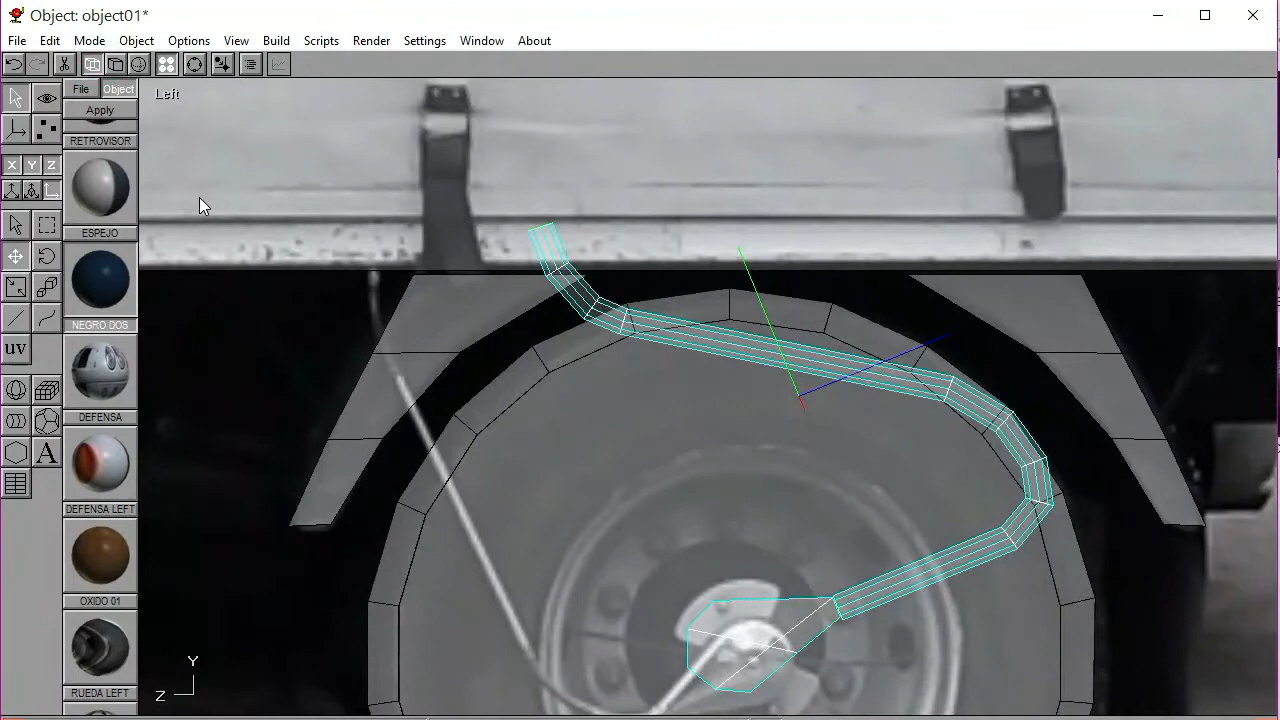 Object: object01*
File Edit Mode Object Options View Build Scripts Render Settings Window About
File Object
Apply
Left
RETROVISOR
X Y Z
ESPEJO
NEGRO DOS
UV
DEFENSA
A
DEFENSA LEFT
OXIDO 01
RUEDA LEFT
Y
Z